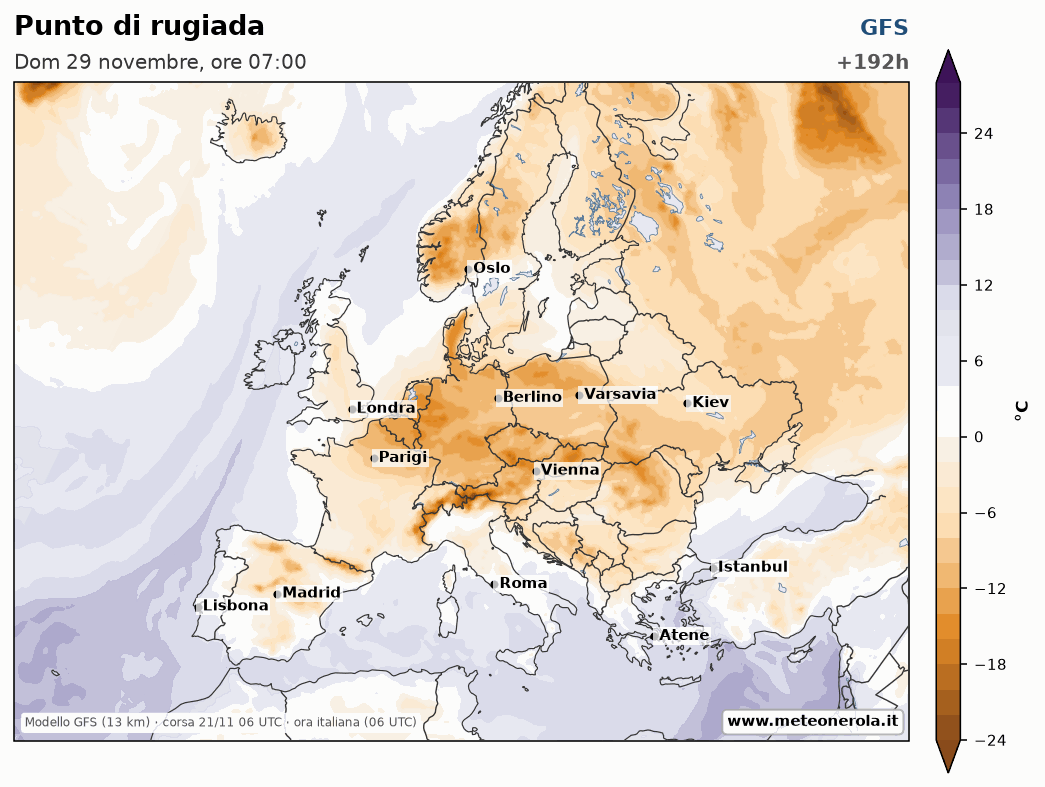 Punto di rugiada
GFS
Dom 29 novembre, ore 07:00
+192h
Oslo
Londra
Berlino
Varsavia
Kiev
Parigi
Vienna
Madrid
Lisbona
Roma
Istanbul
Atene
24
18
12
6
0
−6
−12
−18
−24
°C
Modello GFS (13 km) · corsa 21/11 06 UTC · ora italiana (06 UTC)
www.meteonerola.it